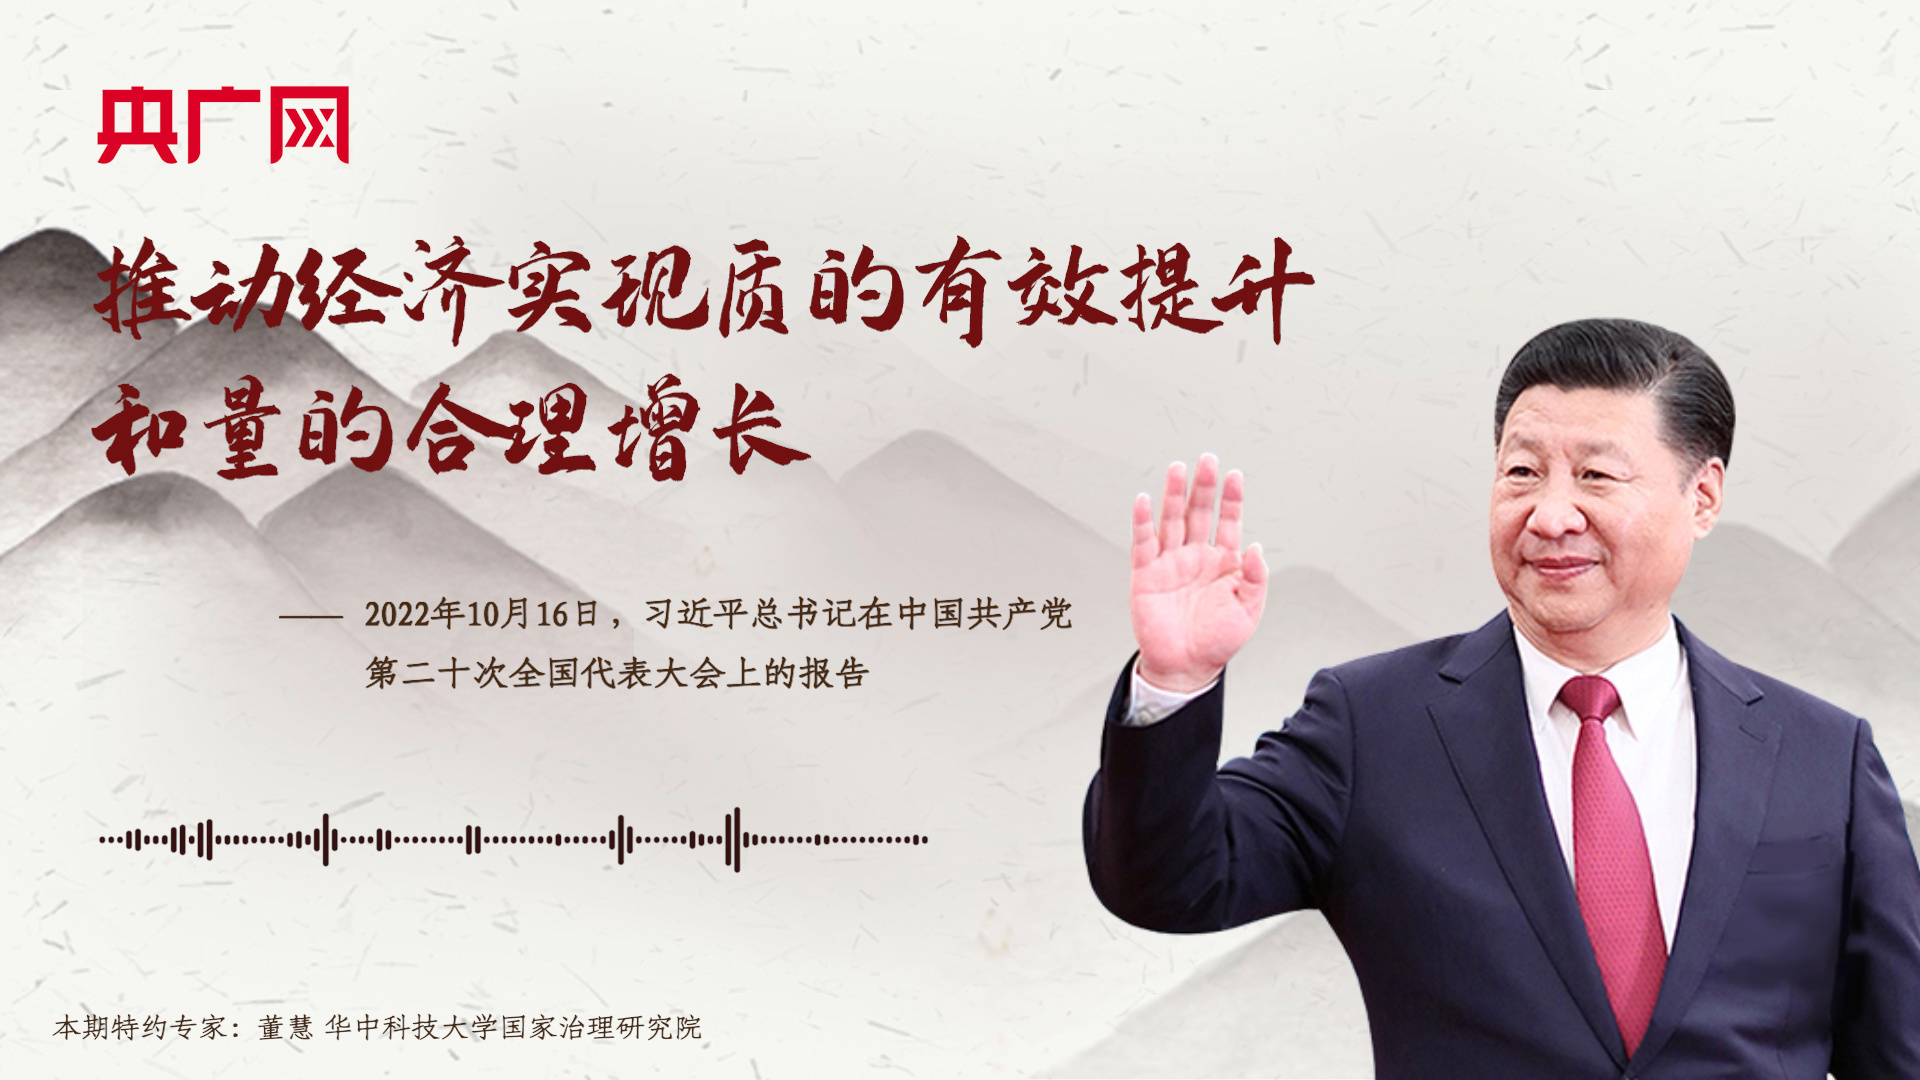 央广网
推动经济实现质的有效提升
和量的合理增长
—— 2022年10月16日，习近平总书记在中国共产党
第二十次全国代表大会上的报告
本期特约专家：董慧 华中科技大学国家治理研究院